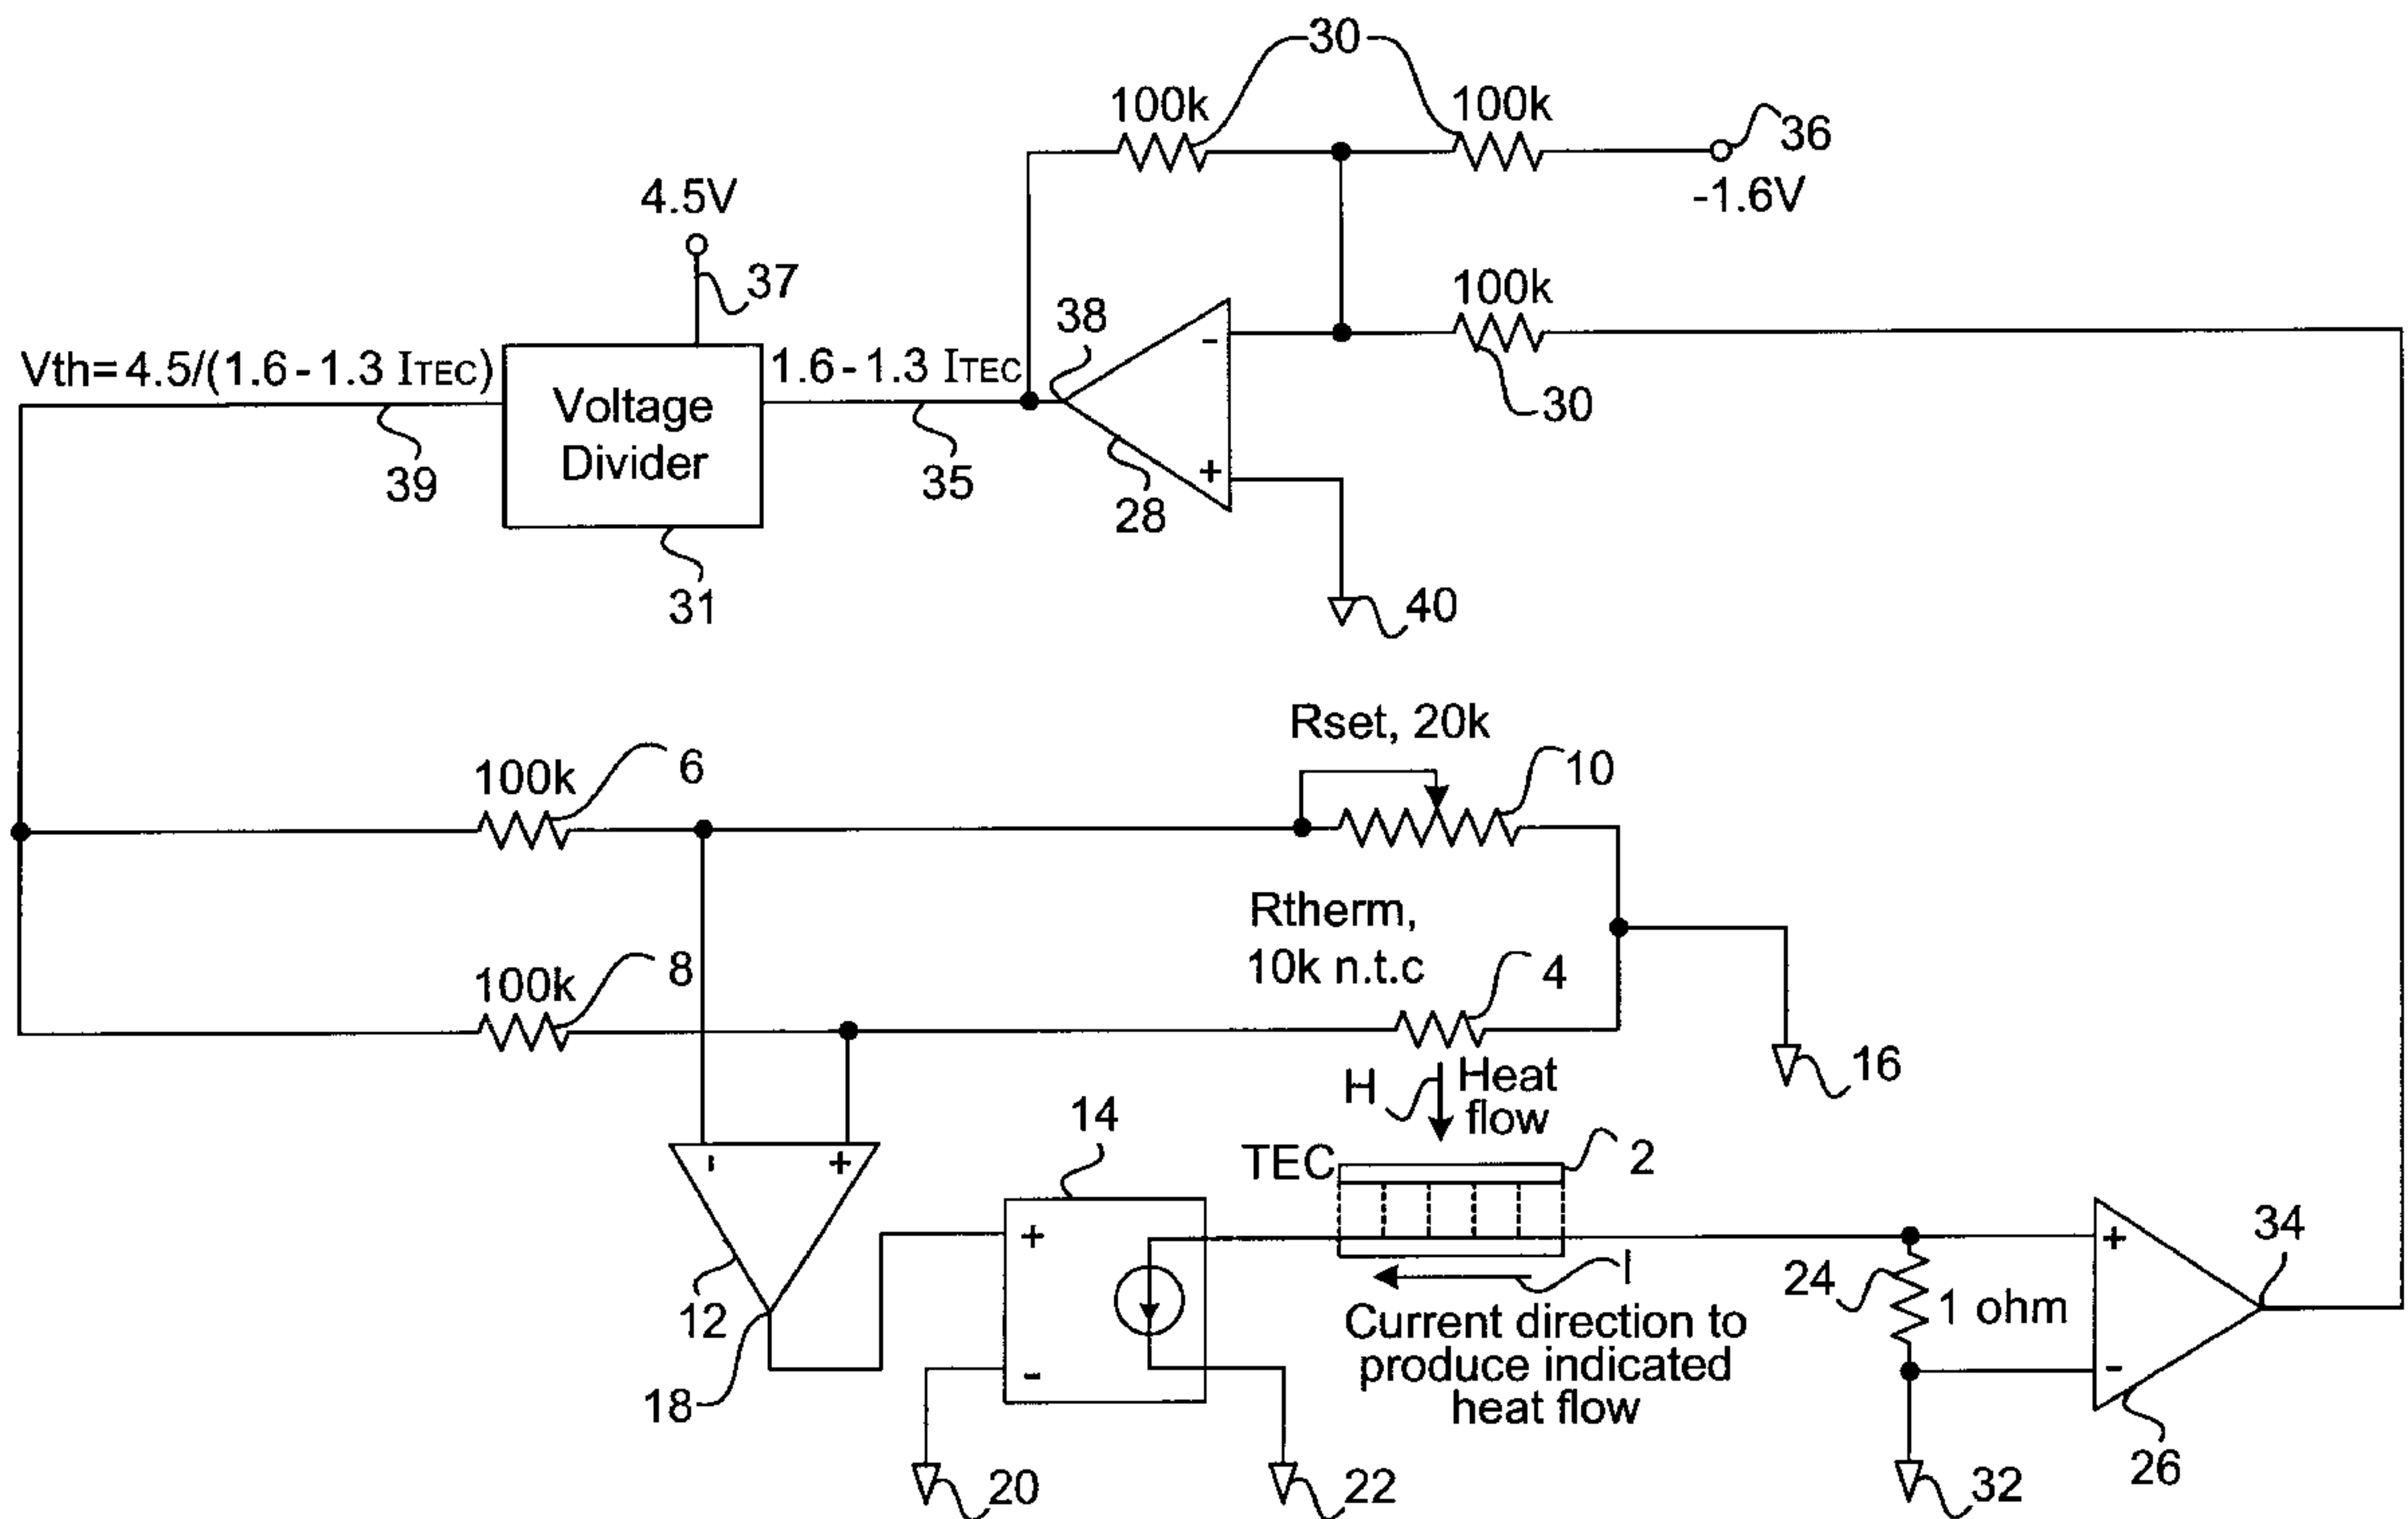 30
100k
100k
36
-1.6V
4.5V
37
100k
38
-
Vth= 4.5/(1.6 - 1.3 ITEC)
1.6 - 1.3 ITEC
Voltage
Divider
30
39
35
+
28
31
40
Rset, 20k
100k
6
10
Rtherm,
10k n.t.c
100k
8
4
H
Heat
flow
16
14
-
+
TEC
2
+
34
+
24
1 ohm
I
12
Current direction to
produce indicated
heat flow
-
-
18
20
22
32
26